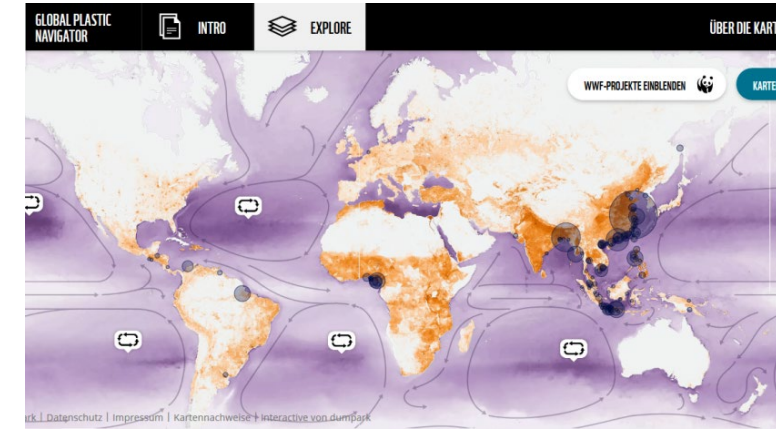 GLOBAL PLASTIC
NAVIGATOR
INTRO
EXPLORE
ÜBER DIE KART
WWF-PROJEKTE EINBLENDEN
KARTE
rk | Datenschutz | Impressum | Kartennachweise | Interactive von dumpark